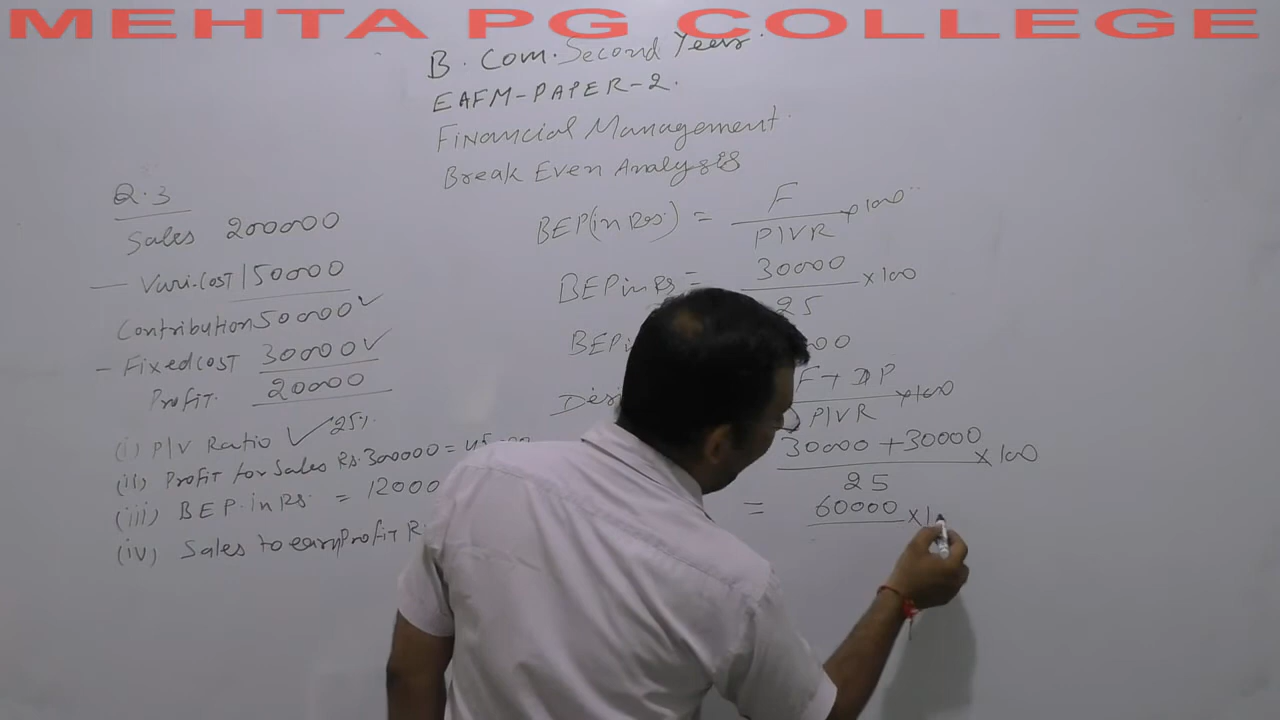 MEHTA PG COLLEGE
B. Com. Second Year
EAFM-PAPER-2.
Financial Management
Break Even Analysis
Q.3
Sales 200000
- Vari.cost 150000
Contribution 50000 ✓
- Fixed cost 30000 ✓
Profit. 20000
(i) P/V Ratio ✓ 25%
(ii) Profit for Sales Rs. 300000 =
(iii) BEP. in Rs. = 12000
(iv) Sales to earn Profit R
BEP (in Rs.) = F / P/VR × 100
BEP in Rs = 30000 / 25 × 100
F + DP / P/VR × 100
30000 + 30000 / 25 × 100
= 60000 × 1